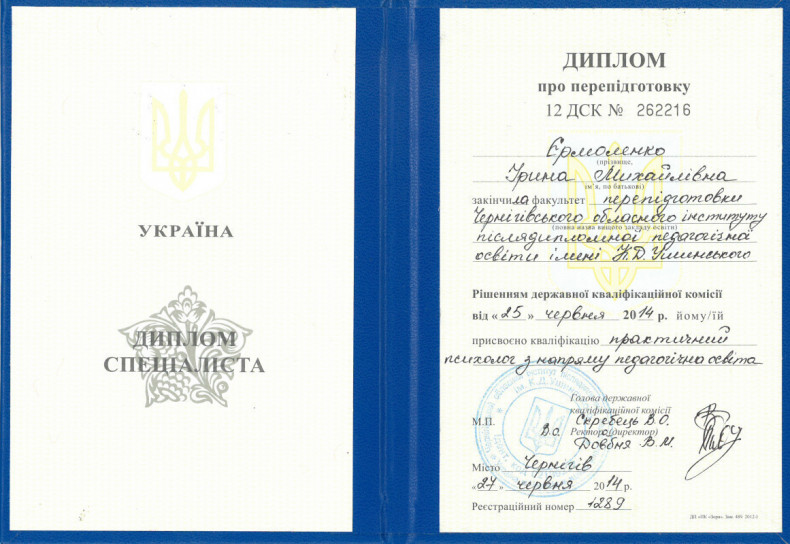 УКРАЇНА
ДИПЛОМ
СПЕЦІАЛІСТА
ДИПЛОМ
про перепідготовку
12 ДСК № 262216
Єрмоленко
(прізвище,
Ірина Михайлівна
ім'я, по батькові)
закінчила факультет перепідготовки
Чернігівського обласного інституту
(повна назва вищого закладу освіти)
післядипломної педагогічної
освіти імені К.Д. Ушинського
Рішенням державної кваліфікаційної комісії
від « 25 » червня 2014 р. йому/їй
присвоєно кваліфікацію практичний
психолог з напряму педагогічна освіта
Голова державної
кваліфікаційної комісії
М.П. Скребець В.О.
В.о. Ректор (директор)
Довбня В.М.
Місто Чернігів
« 27 » червня 2014 р.
Реєстраційний номер 1289